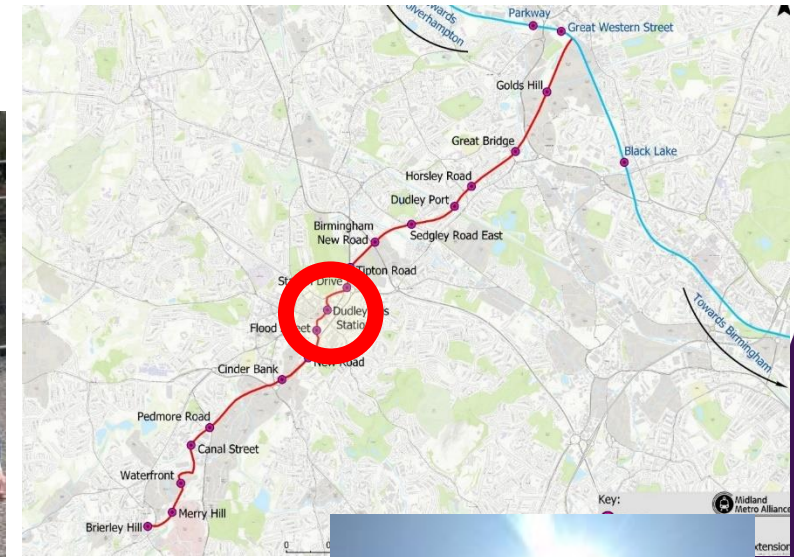 Parkway
Great Western Street
Golds Hill
Great Bridge
Black Lake
Horsley Road
Dudley Port
Birmingham
New Road
Sedgley Road East
Tipton Road
Drive
Dudley
Flood
New Road
Cinder Bank
Towards Birmingham
Pedmore Road
Canal Street
Waterfront
Merry Hill
Brierley Hill
Key:
Midland
Metro Alliance